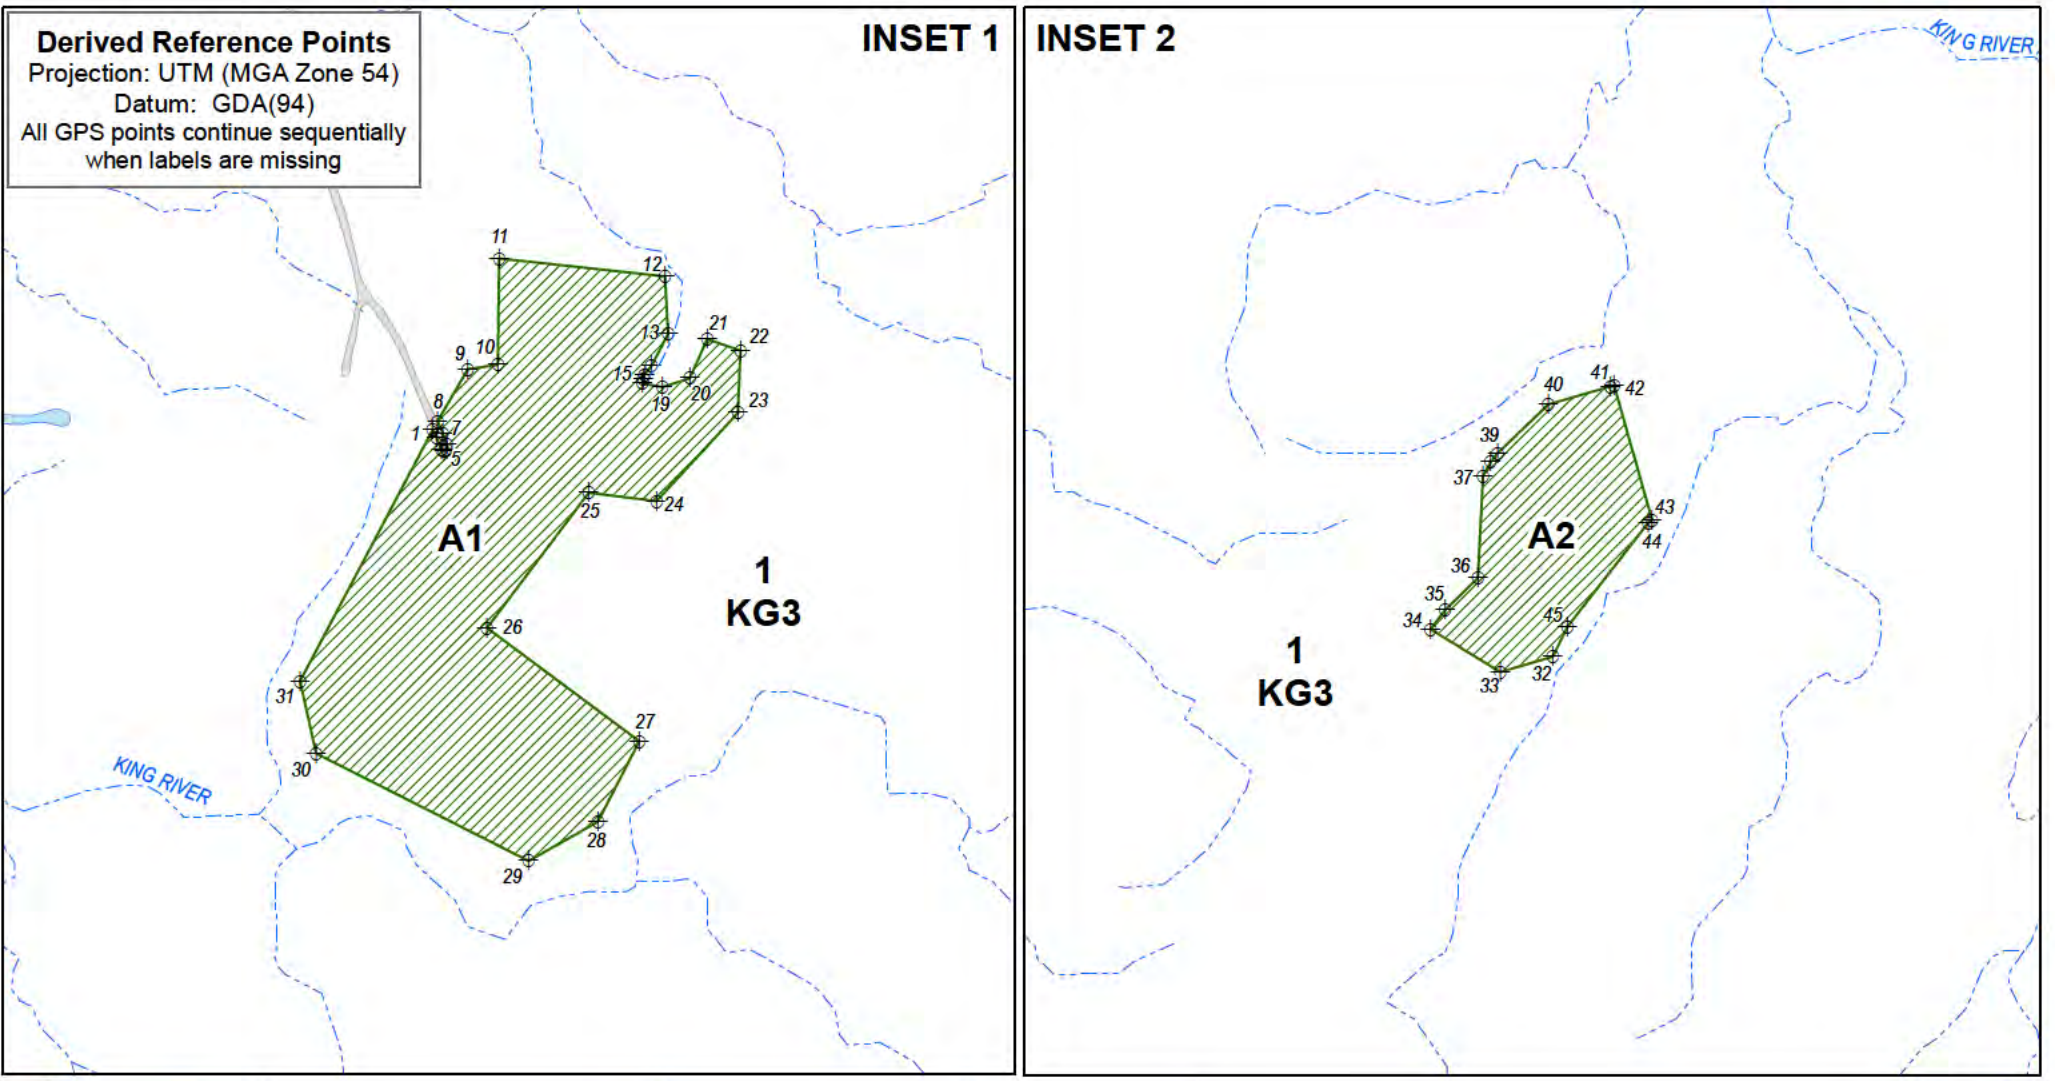 Derived Reference Points
Projection: UTM (MGA Zone 54)
Datum: GDA(94)
All GPS points continue sequentially
when labels are missing
INSET 1
11
12
13
21
22
9
10
15
19
20
23
8
1
7
5
25
24
A1
1
KG3
26
31
27
30
KING RIVER
28
29
INSET 2
KING RIVER
41
42
40
39
37
43
A2
44
36
35
34
45
32
33
1
KG3